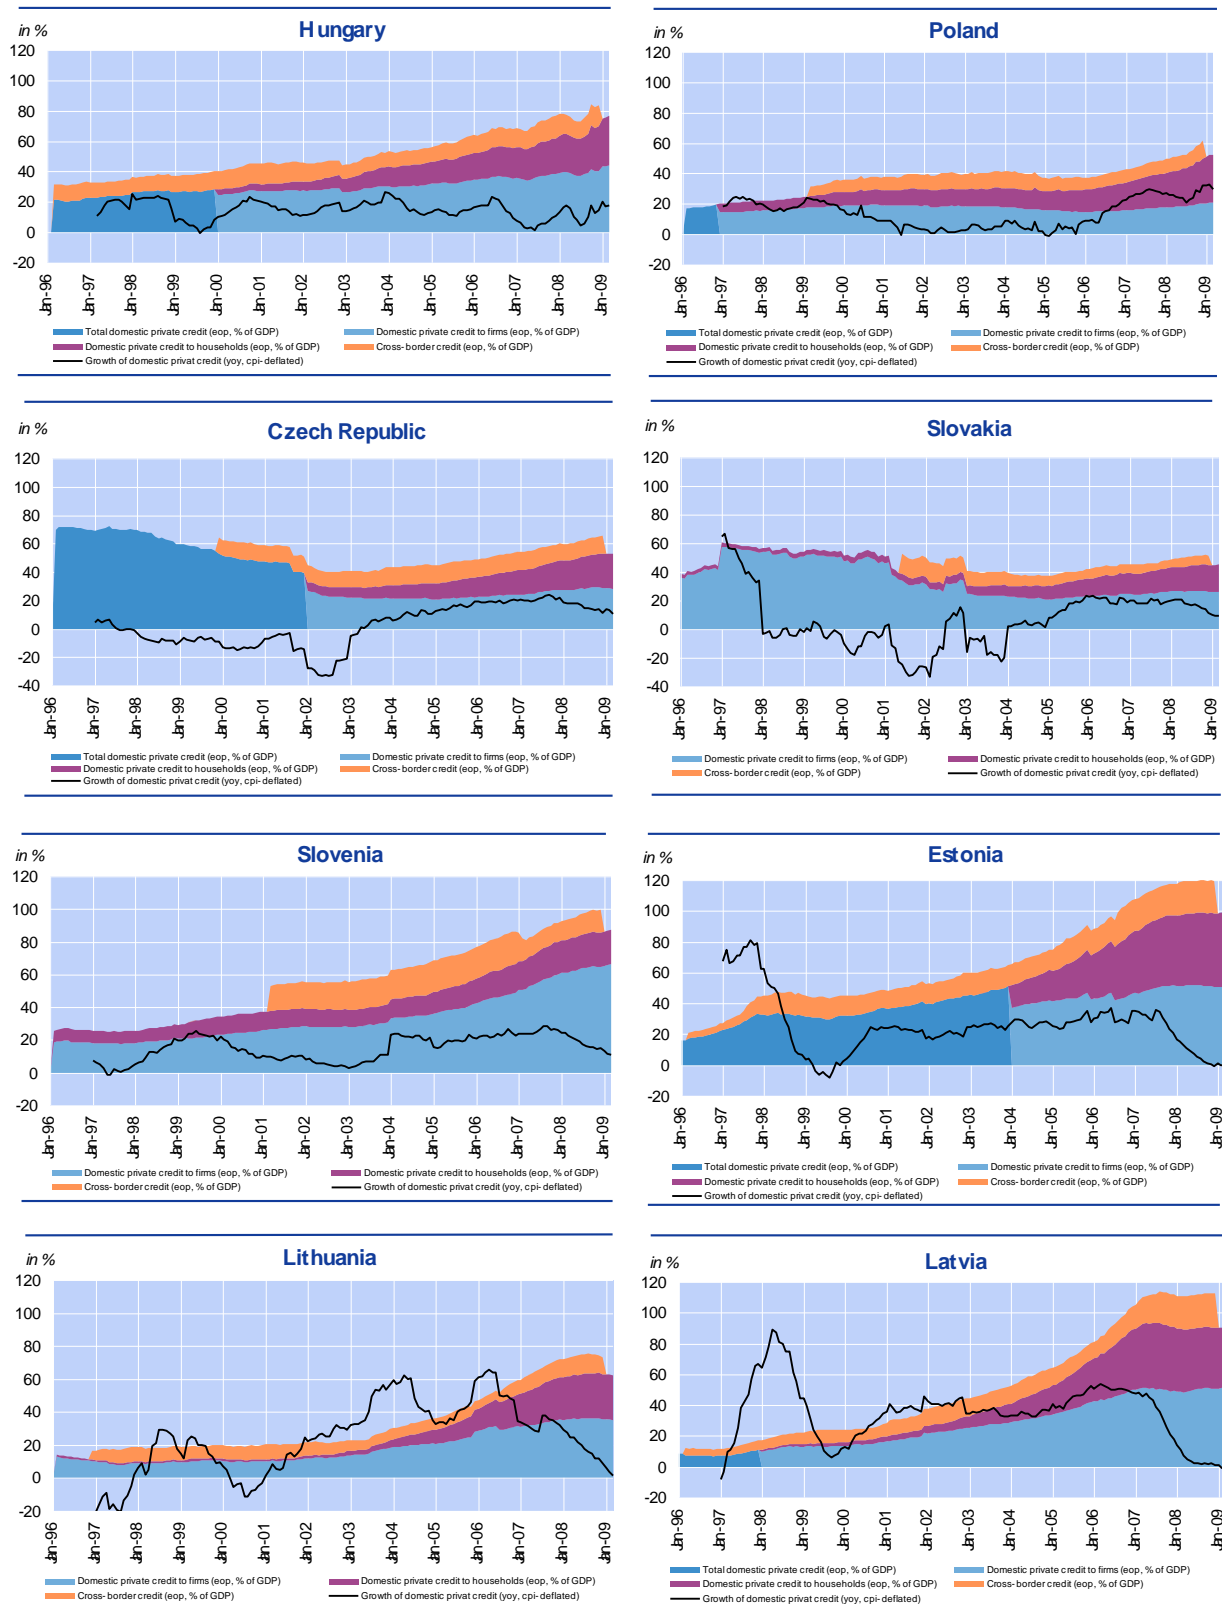 Hungary
in %
120
100
80
60
40
20
0
-20
Jan-96
Jan-97
Jan-98
Jan-99
Jan-00
Jan-01
Jan-02
Jan-03
Jan-04
Jan-05
Jan-06
Jan-07
Jan-08
Jan-09
Total domestic private credit (eop, % of GDP)
Domestic private credit to firms (eop, % of GDP)
Domestic private credit to households (eop, % of GDP)
Cross-border credit (eop, % of GDP)
Growth of domestic privat credit (yoy, cpi-deflated)
Poland
in %
120
100
80
60
40
20
0
-20
Jan-96
Jan-97
Jan-98
Jan-99
Jan-00
Jan-01
Jan-02
Jan-03
Jan-04
Jan-05
Jan-06
Jan-07
Jan-08
Jan-09
Total domestic private credit (eop, % of GDP)
Domestic private credit to firms (eop, % of GDP)
Domestic private credit to households (eop, % of GDP)
Cross-border credit (eop, % of GDP)
Growth of domestic privat credit (yoy, cpi-deflated)
Czech Republic
in %
120
100
80
60
40
20
0
-20
-40
Jan-96
Jan-97
Jan-98
Jan-99
Jan-00
Jan-01
Jan-02
Jan-03
Jan-04
Jan-05
Jan-06
Jan-07
Jan-08
Jan-09
Total domestic private credit (eop, % of GDP)
Domestic private credit to firms (eop, % of GDP)
Domestic private credit to households (eop, % of GDP)
Cross-border credit (eop, % of GDP)
Growth of domestic privat credit (yoy, cpi-deflated)
Slovakia
in %
120
100
80
60
40
20
0
-20
-40
Jan-96
Jan-97
Jan-98
Jan-99
Jan-00
Jan-01
Jan-02
Jan-03
Jan-04
Jan-05
Jan-06
Jan-07
Jan-08
Jan-09
Domestic private credit to firms (eop, % of GDP)
Domestic private credit to households (eop, % of GDP)
Cross-border credit (eop, % of GDP)
Growth of domestic privat credit (yoy, cpi-deflated)
Slovenia
in %
120
100
80
60
40
20
0
-20
Jan-96
Jan-97
Jan-98
Jan-99
Jan-00
Jan-01
Jan-02
Jan-03
Jan-04
Jan-05
Jan-06
Jan-07
Jan-08
Jan-09
Domestic private credit to firms (eop, % of GDP)
Domestic private credit to households (eop, % of GDP)
Cross-border credit (eop, % of GDP)
Growth of domestic privat credit (yoy, cpi-deflated)
Estonia
in %
120
100
80
60
40
20
0
-20
Jan-96
Jan-97
Jan-98
Jan-99
Jan-00
Jan-01
Jan-02
Jan-03
Jan-04
Jan-05
Jan-06
Jan-07
Jan-08
Jan-09
Total domestic private credit (eop, % of GDP)
Domestic private credit to firms (eop, % of GDP)
Domestic private credit to households (eop, % of GDP)
Cross-border credit (eop, % of GDP)
Growth of domestic privat credit (yoy, cpi-deflated)
Lithuania
in %
120
100
80
60
40
20
0
-20
Jan-96
Jan-97
Jan-98
Jan-99
Jan-00
Jan-01
Jan-02
Jan-03
Jan-04
Jan-05
Jan-06
Jan-07
Jan-08
Jan-09
Domestic private credit to firms (eop, % of GDP)
Domestic private credit to households (eop, % of GDP)
Cross-border credit (eop, % of GDP)
Growth of domestic privat credit (yoy, cpi-deflated)
Latvia
in %
120
100
80
60
40
20
0
-20
Jan-96
Jan-97
Jan-98
Jan-99
Jan-00
Jan-01
Jan-02
Jan-03
Jan-04
Jan-05
Jan-06
Jan-07
Jan-08
Jan-09
Total domestic private credit (eop, % of GDP)
Domestic private credit to firms (eop, % of GDP)
Domestic private credit to households (eop, % of GDP)
Cross-border credit (eop, % of GDP)
Growth of domestic privat credit (yoy, cpi-deflated)